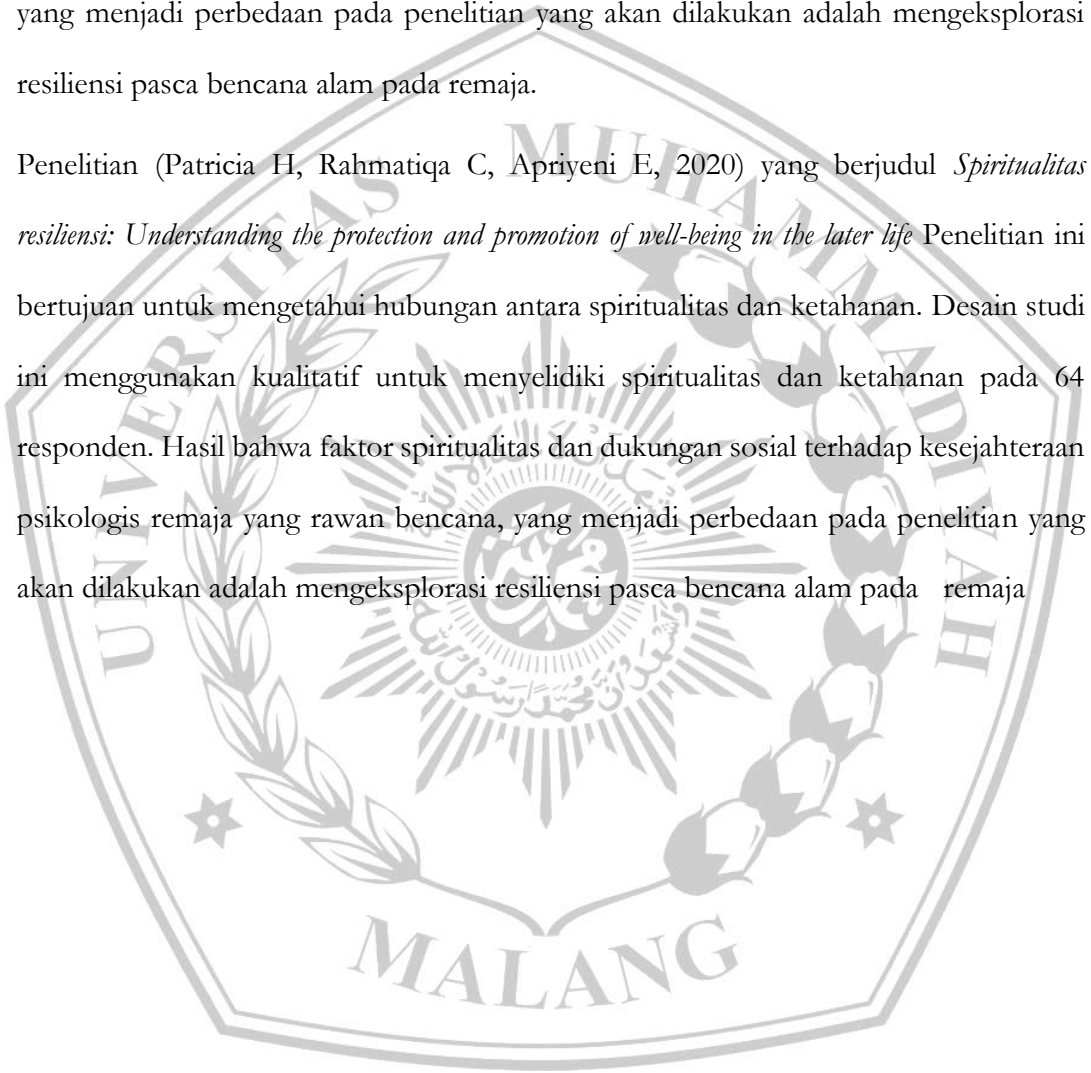 yang menjadi perbedaan pada penelitian yang akan dilakukan adalah mengeksplorasi
resiliensi pasca bencana alam pada remaja.
Penelitian (Patricia H, Rahmatiqa C, Apriyeni E, 2020) yang berjudul Spiritualitas
resiliensi: Understanding the protection and promotion of well-being in the later life Penelitian ini
bertujuan untuk mengetahui hubungan antara spiritualitas dan ketahanan. Desain studi
ini menggunakan kualitatif untuk menyelidiki spiritualitas dan ketahanan pada 64
responden. Hasil bahwa faktor spiritualitas dan dukungan sosial terhadap kesejahteraan
psikologis remaja yang rawan bencana, yang menjadi perbedaan pada penelitian yang
akan dilakukan adalah mengeksplorasi resiliensi pasca bencana alam pada remaja
UNIVERSITAS MUHAMMADIYAH
MALANG